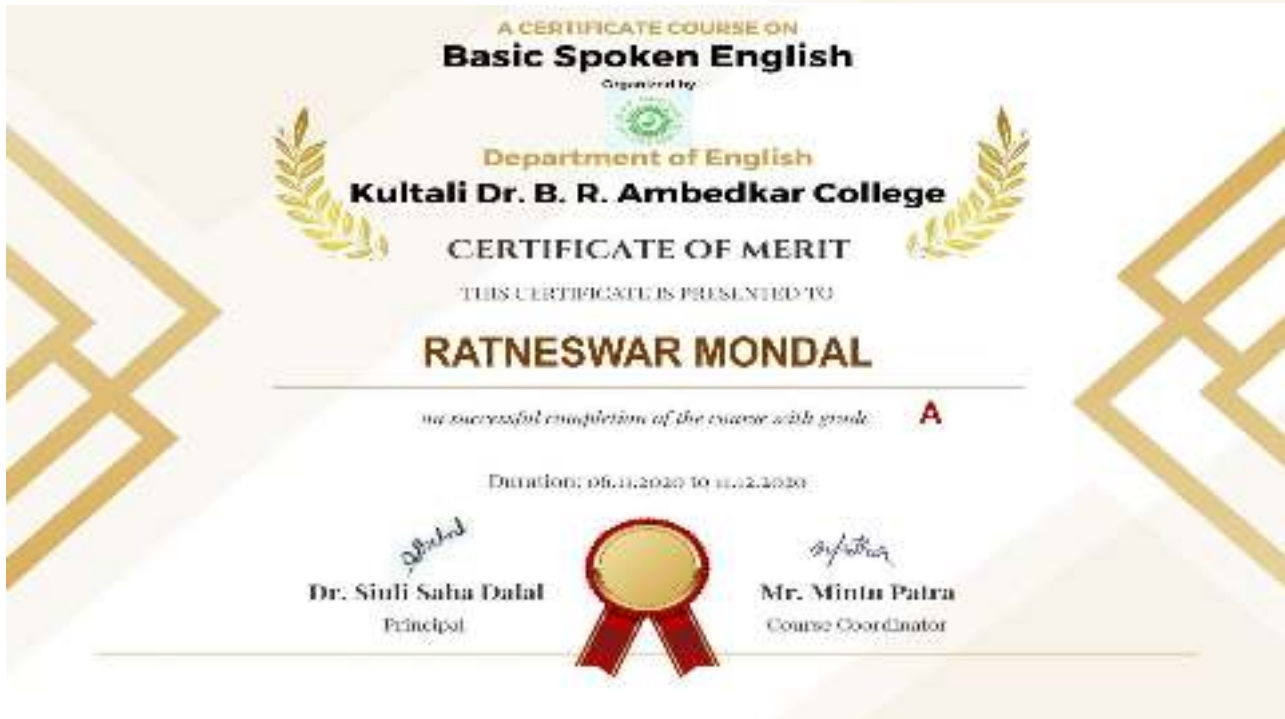 A CERTIFICATE COURSE ON
Basic Spoken English
Organized by
Department of English
Kultali Dr. B. R. Ambedkar College
CERTIFICATE OF MERIT
THIS CERTIFICATE IS PRESENTED TO
RATNESWAR MONDAL
on successful completion of the course with grade A
Duration: 06.11.2020 to 11.12.2020
Dr. Siuli Saha Dalal Mr. Mintu Patra
Principal Course Coordinator